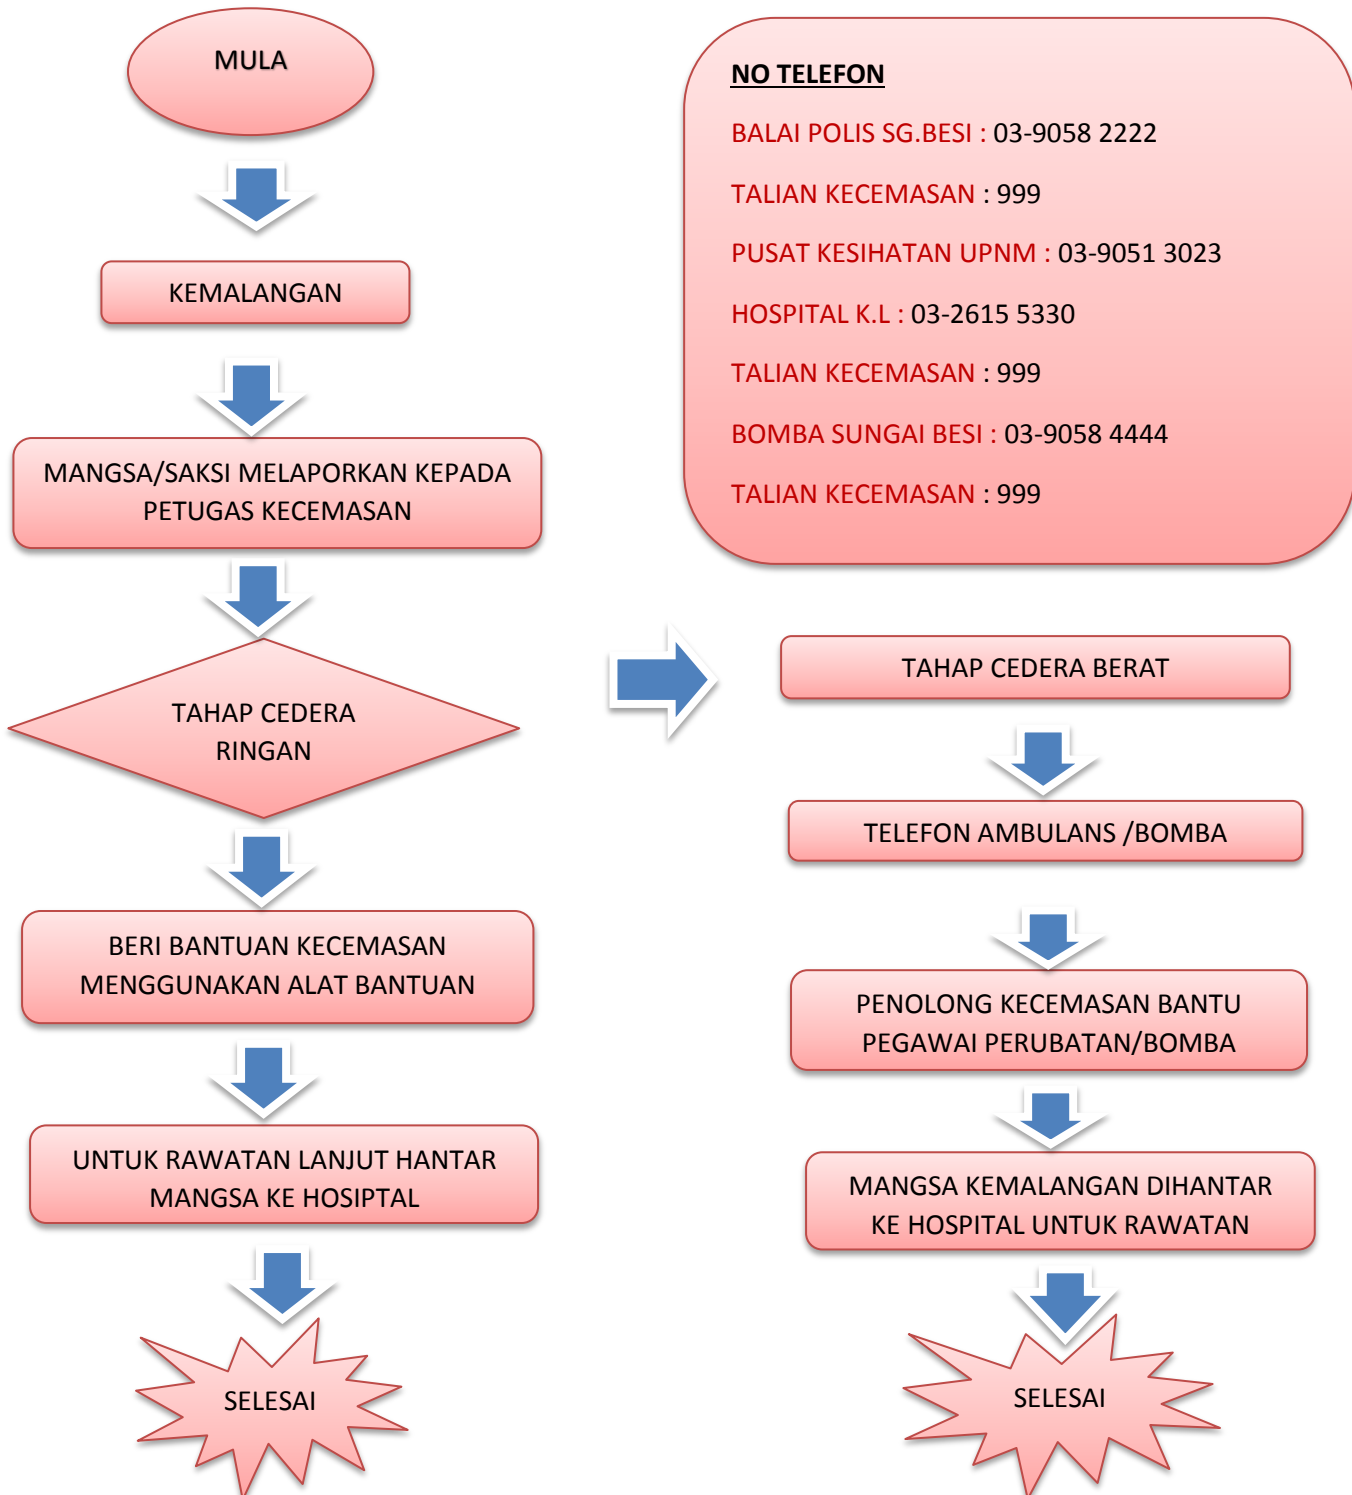 MULA
KEMALANGAN
MANGSA/SAKSI MELAPORKAN KEPADA
PETUGAS KECEMASAN
TAHAP CEDERA
RINGAN
BERI BANTUAN KECEMASAN
MENGGUNAKAN ALAT BANTUAN
UNTUK RAWATAN LANJUT HANTAR
MANGSA KE HOSIPTAL
SELESAI
NO TELEFON
BALAI POLIS SG.BESI : 03-9058 2222
TALIAN KECEMASAN : 999
PUSAT KESIHATAN UPNM : 03-9051 3023
HOSPITAL K.L : 03-2615 5330
TALIAN KECEMASAN : 999
BOMBA SUNGAI BESI : 03-9058 4444
TALIAN KECEMASAN : 999
TAHAP CEDERA BERAT
TELEFON AMBULANS /BOMBA
PENOLONG KECEMASAN BANTU
PEGAWAI PERUBATAN/BOMBA
MANGSA KEMALANGAN DIHANTAR
KE HOSPITAL UNTUK RAWATAN
SELESAI